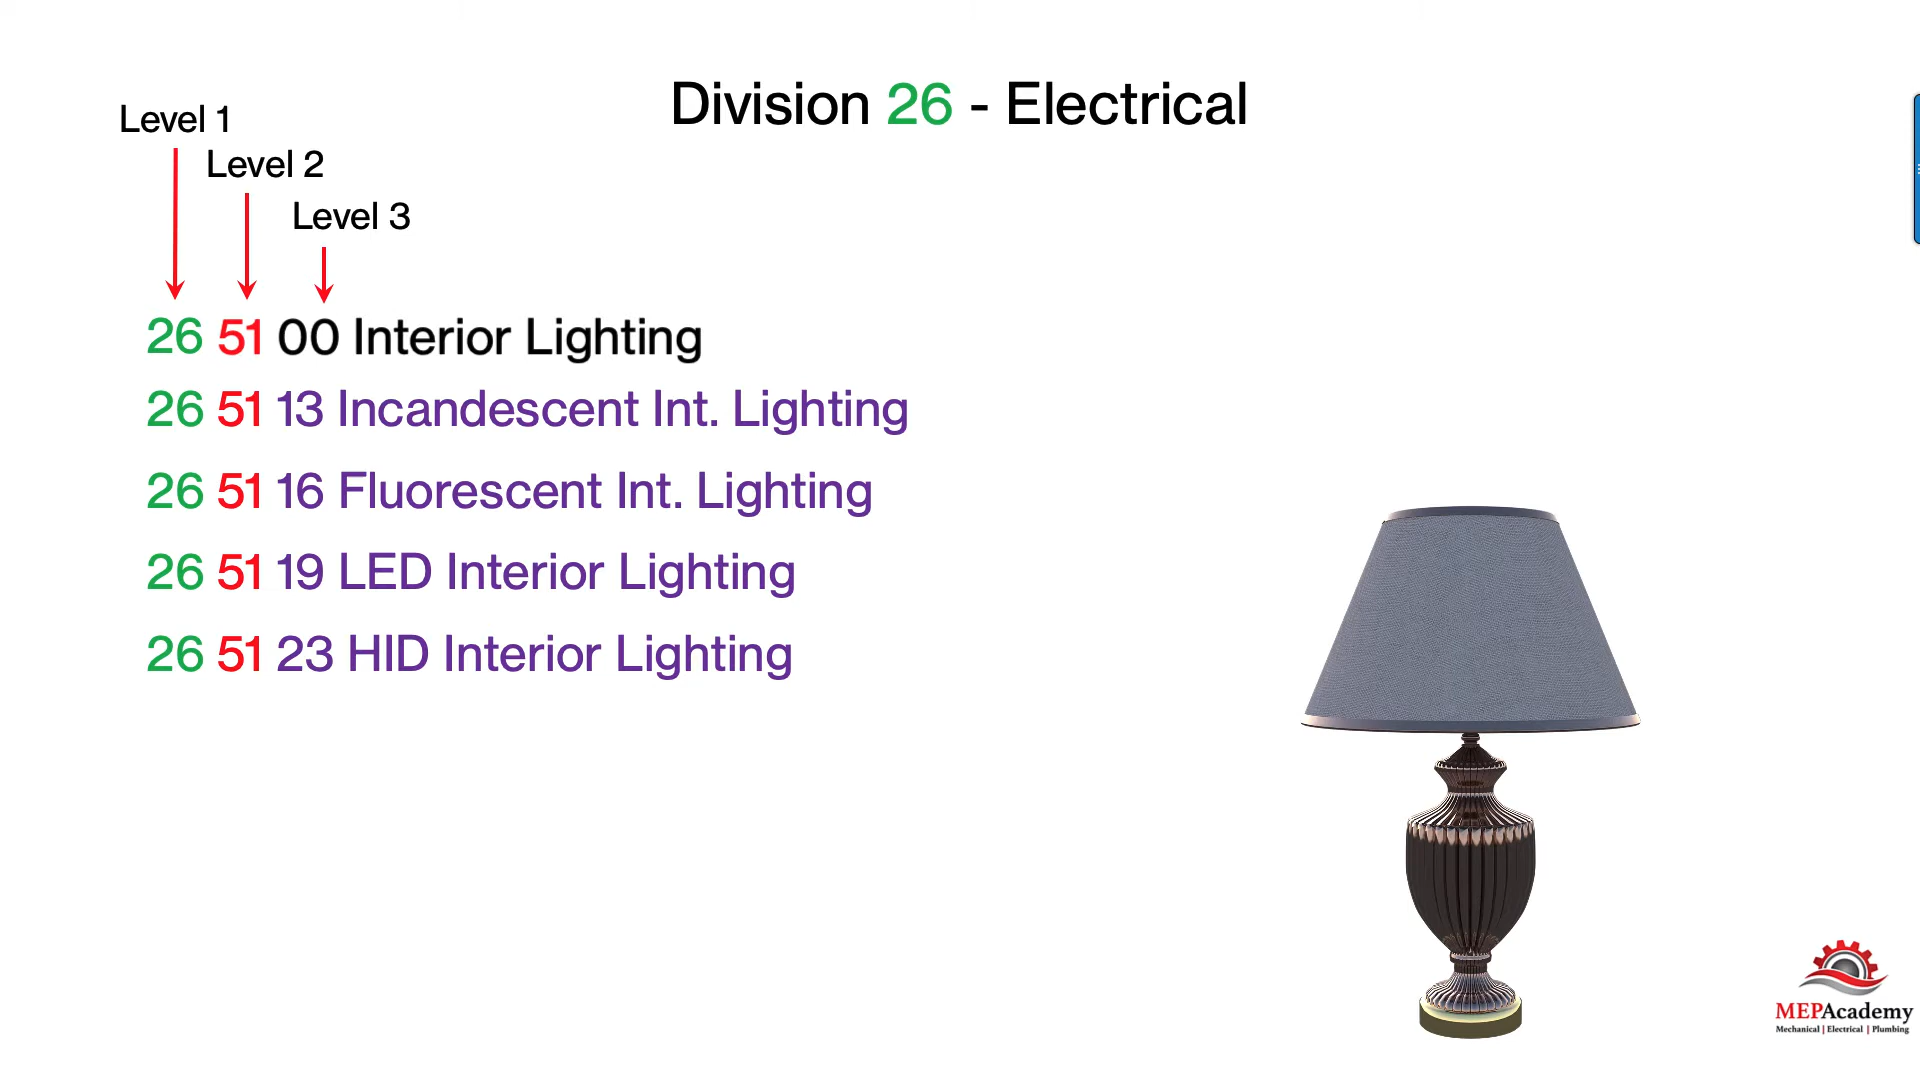 Division 26 - Electrical
Level 1
Level 2
Level 3
26 51 00 Interior Lighting
26 51 13 Incandescent Int. Lighting
26 51 16 Fluorescent Int. Lighting
26 51 19 LED Interior Lighting
26 51 23 HID Interior Lighting
MEPAcademy
Mechanical | Electrical | Plumbing